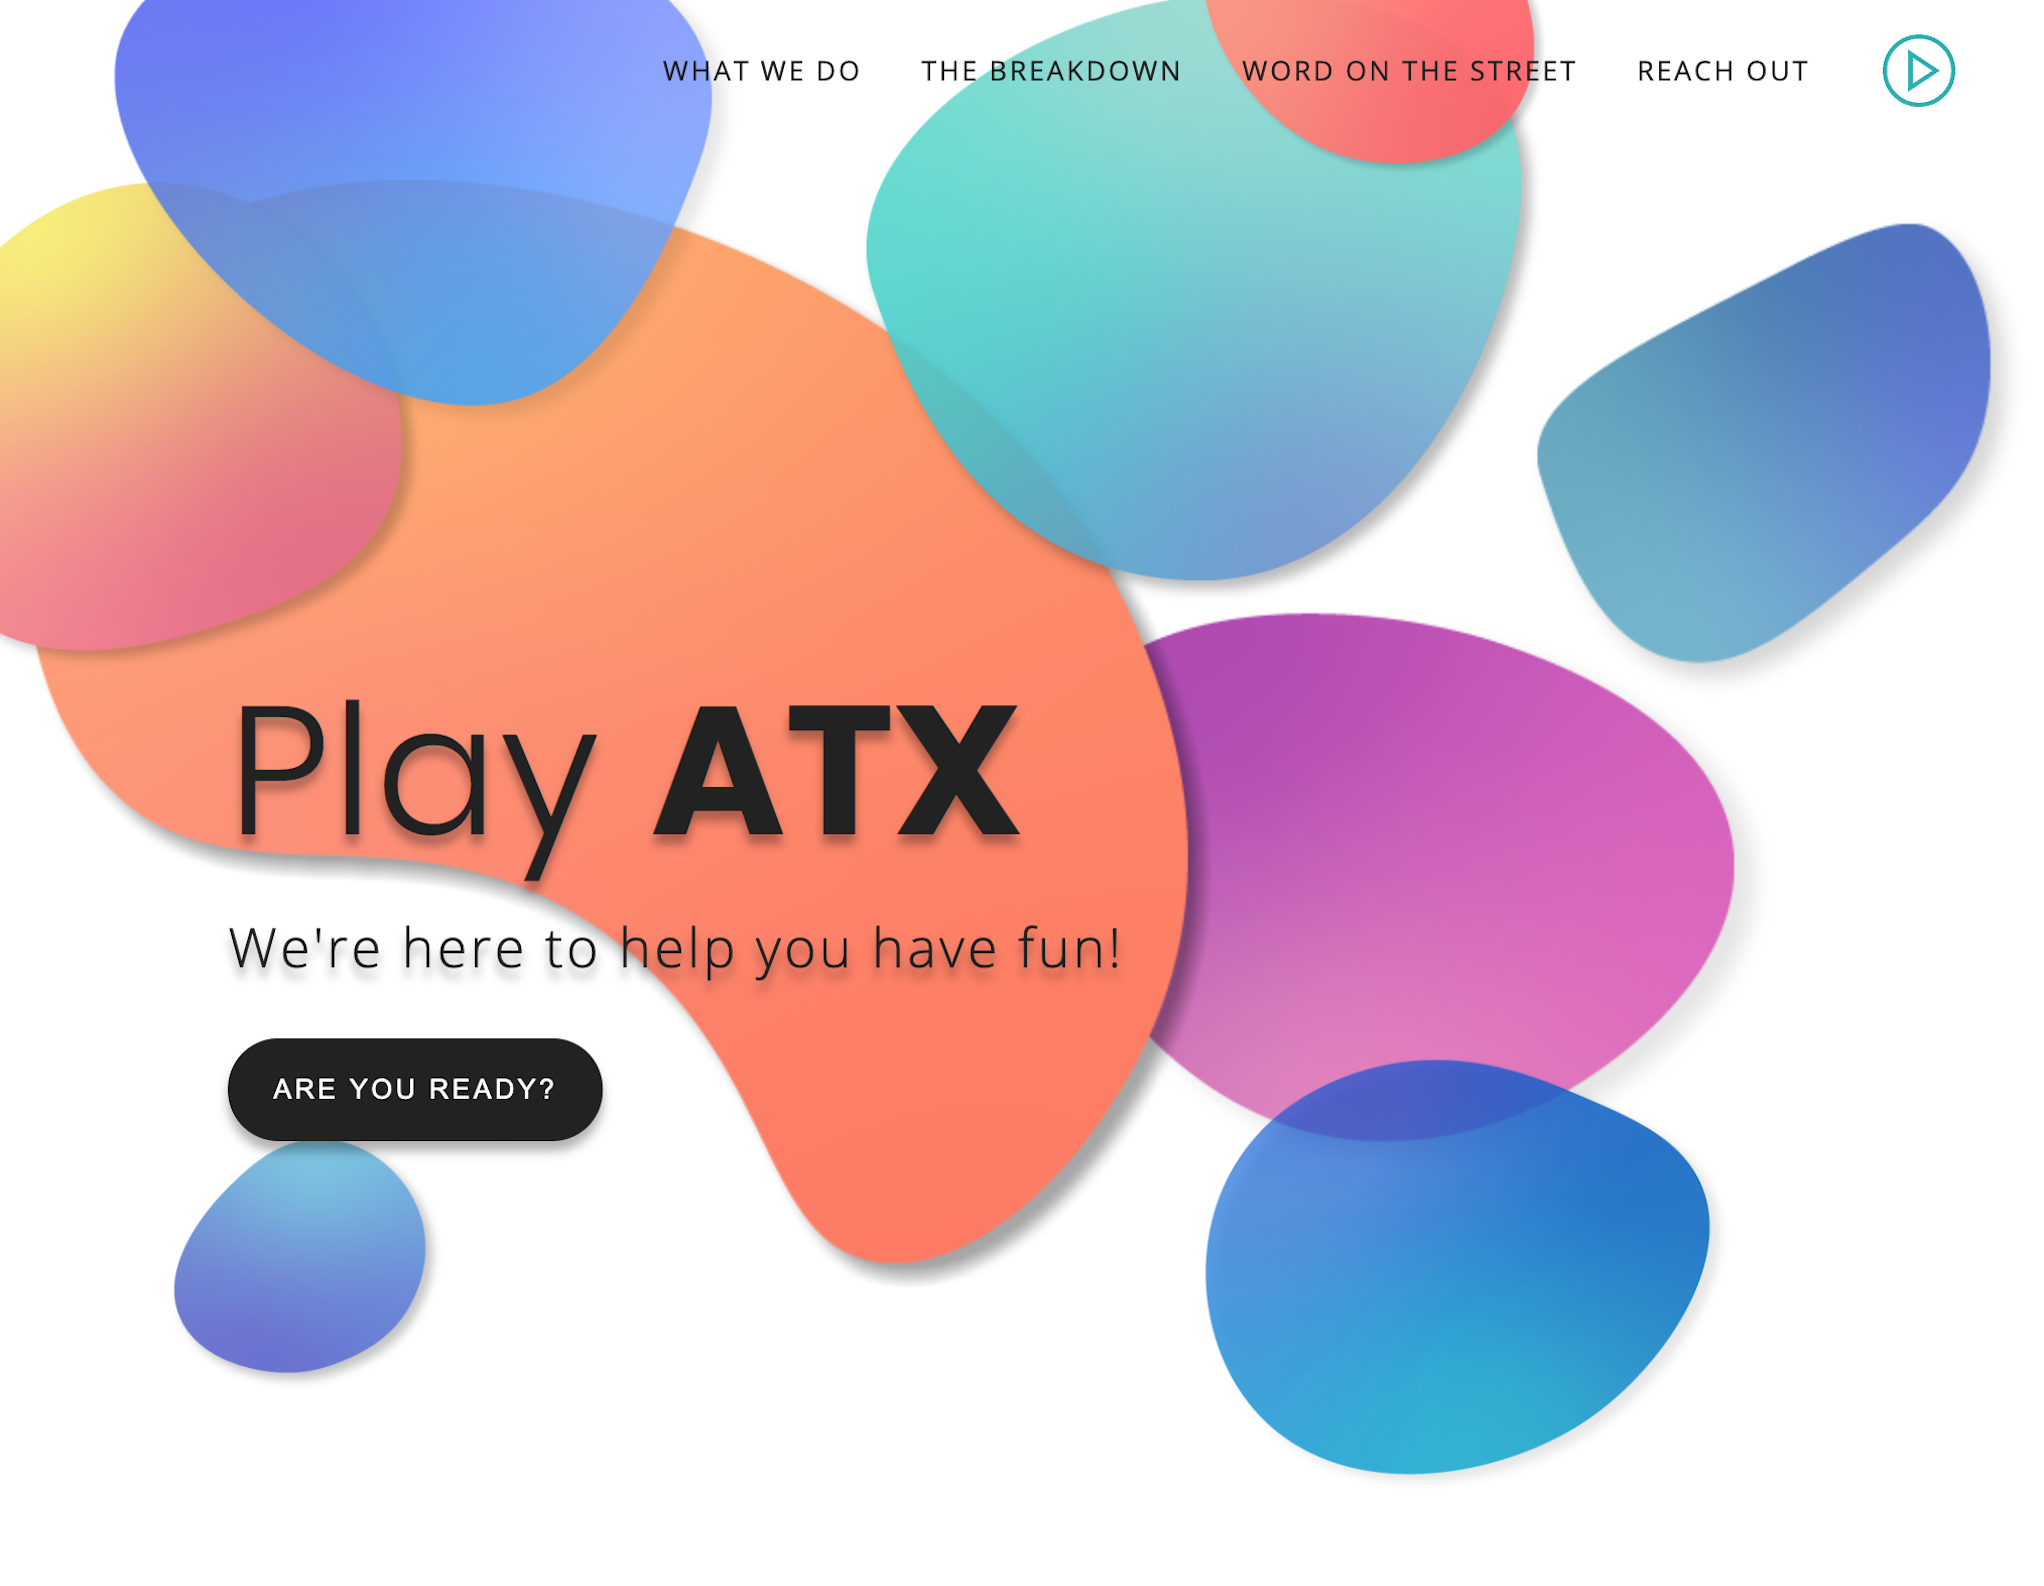 WHAT WE DO THE BREAKDOWN WORD ON THE STREET REACH OUT
Play ATX
We're here to help you have fun!
ARE YOU READY?